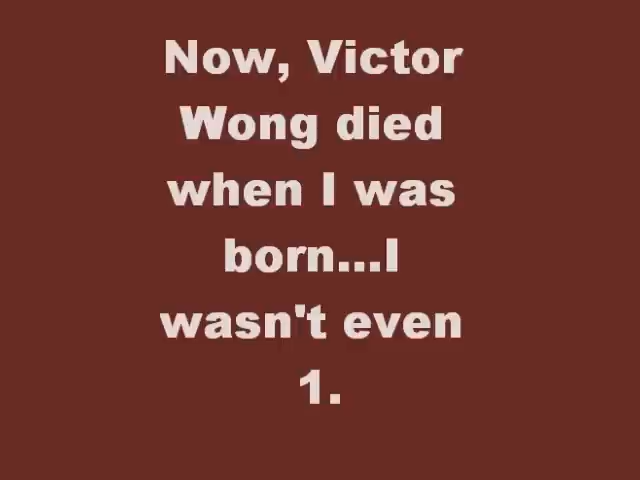 Now, Victor
Wong died
when I was
born...I
wasn't even
1.